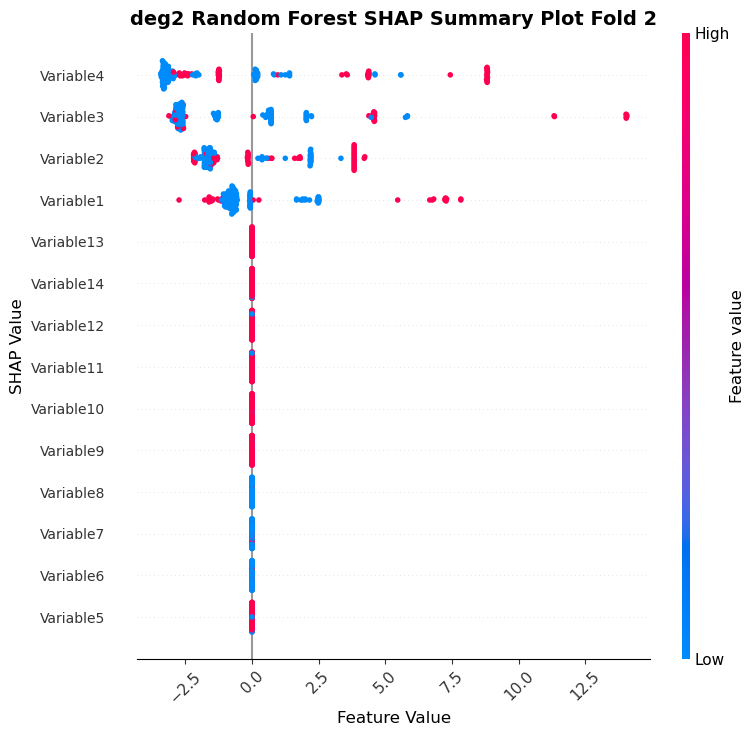 deg2 Random Forest SHAP Summary Plot Fold 2
High
Variable4
Variable3
Variable2
Variable1
Variable13
Variable14
Variable12
Variable11
Variable10
Variable9
Variable8
Variable7
Variable6
Variable5
SHAP Value
Feature value
Low
−2.5
0.0
2.5
5.0
7.5
10.0
12.5
Feature Value